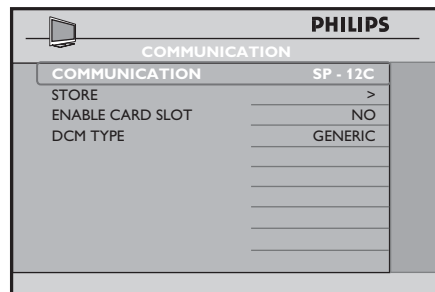 PHILIPS
COMMUNICATION
COMMUNICATION SP - 12C
STORE >
ENABLE CARD SLOT NO
DCM TYPE GENERIC